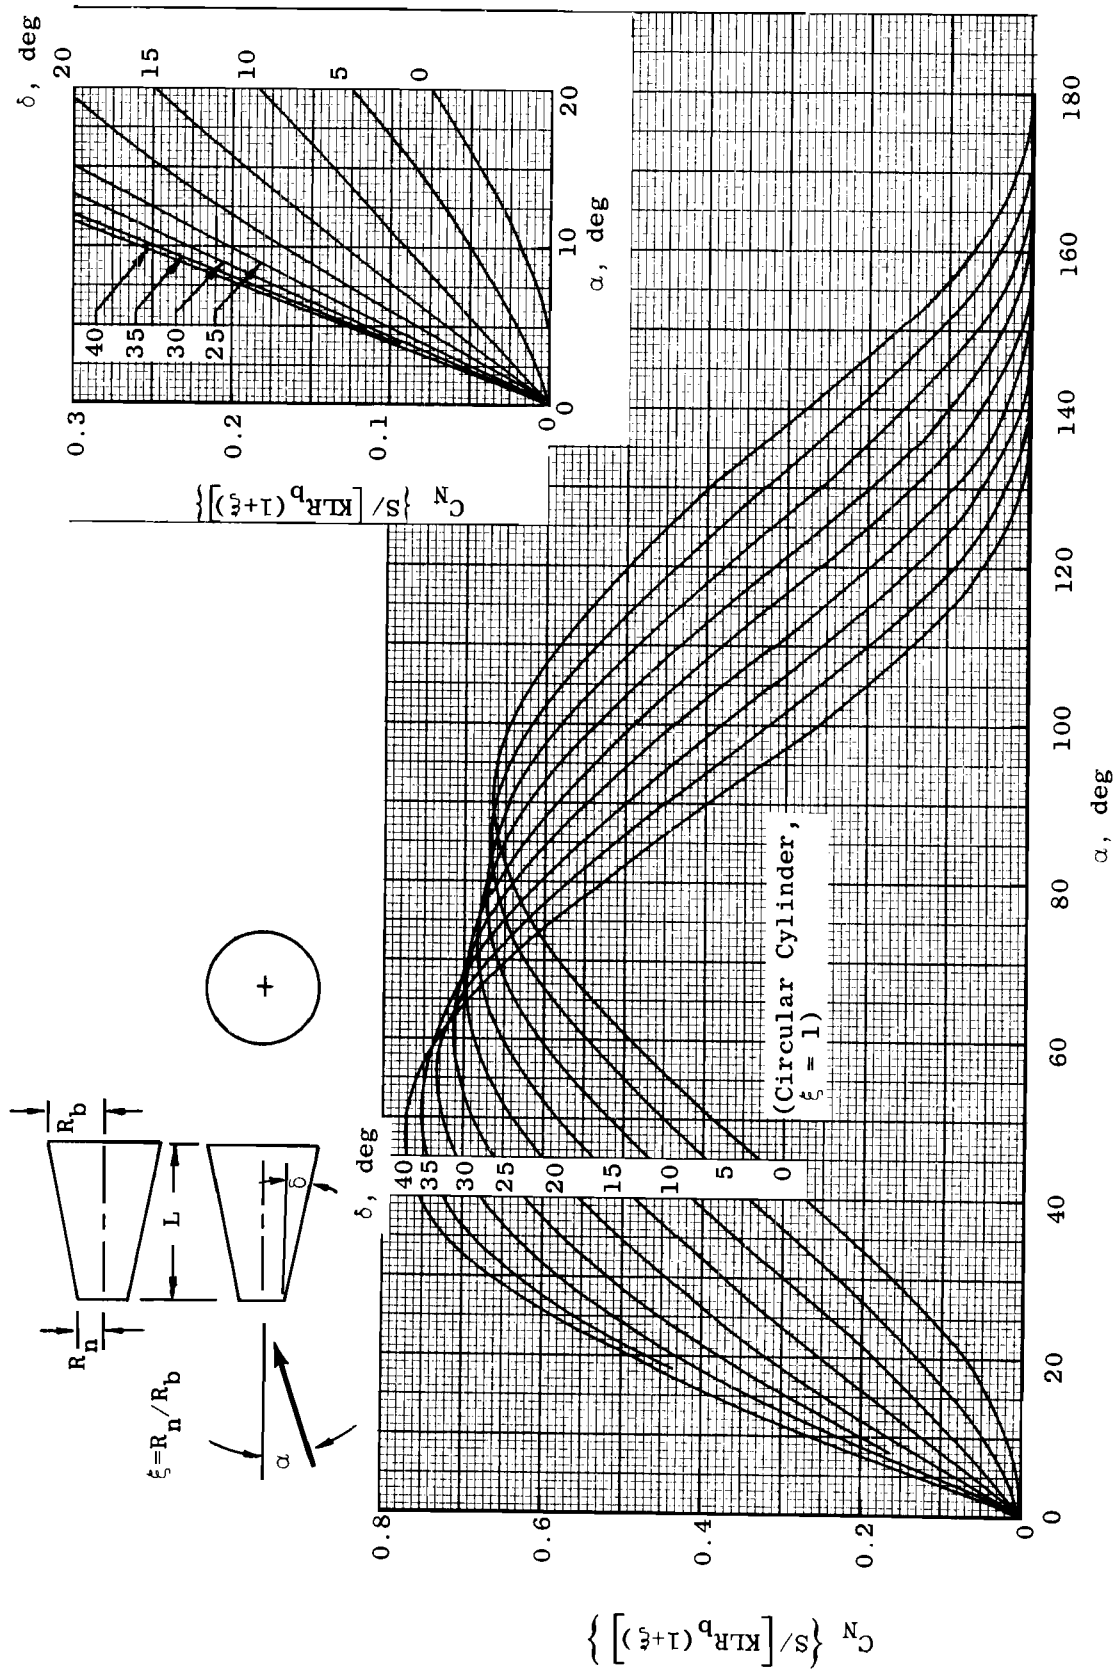 R_n
R_b
L
δ
ξ=R_n/R_b
α
δ, deg
20
15
10
5
0
40
35
30
25
0.3
0.2
0.1
0
0
10
20
α, deg
C_N {S/[KLR_b(1+ξ)]}
δ, deg
40
35
30
25
20
15
10
5
0
(Circular Cylinder,
ξ = 1)
0.8
0.6
0.4
0.2
0
0
20
40
60
80
100
120
140
160
180
α, deg
C_N {S/[KLR_b(1+ξ)]}